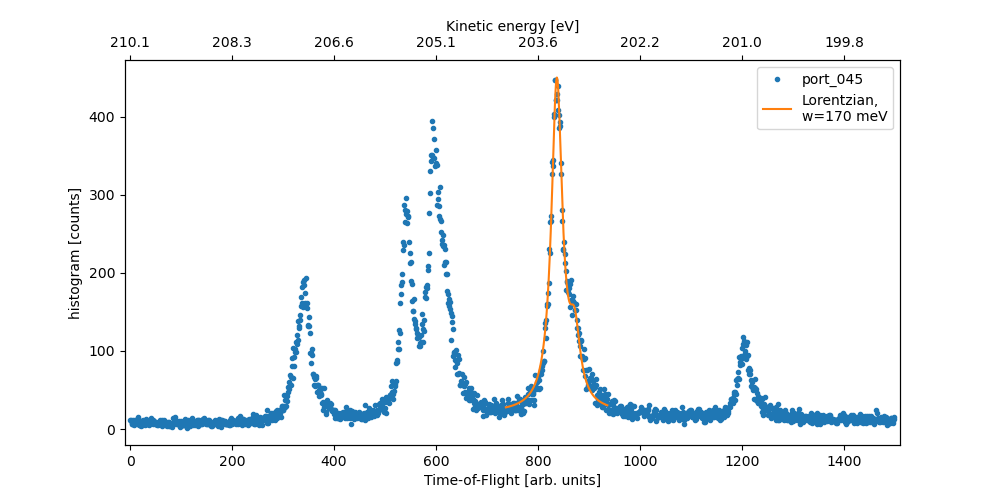 Kinetic energy [eV]
210.1 208.3 206.6 205.1 203.6 202.2 201.0 199.8
port_045
Lorentzian,
w=170 meV
histogram [counts]
400
300
200
100
0
0 200 400 600 800 1000 1200 1400
Time-of-Flight [arb. units]